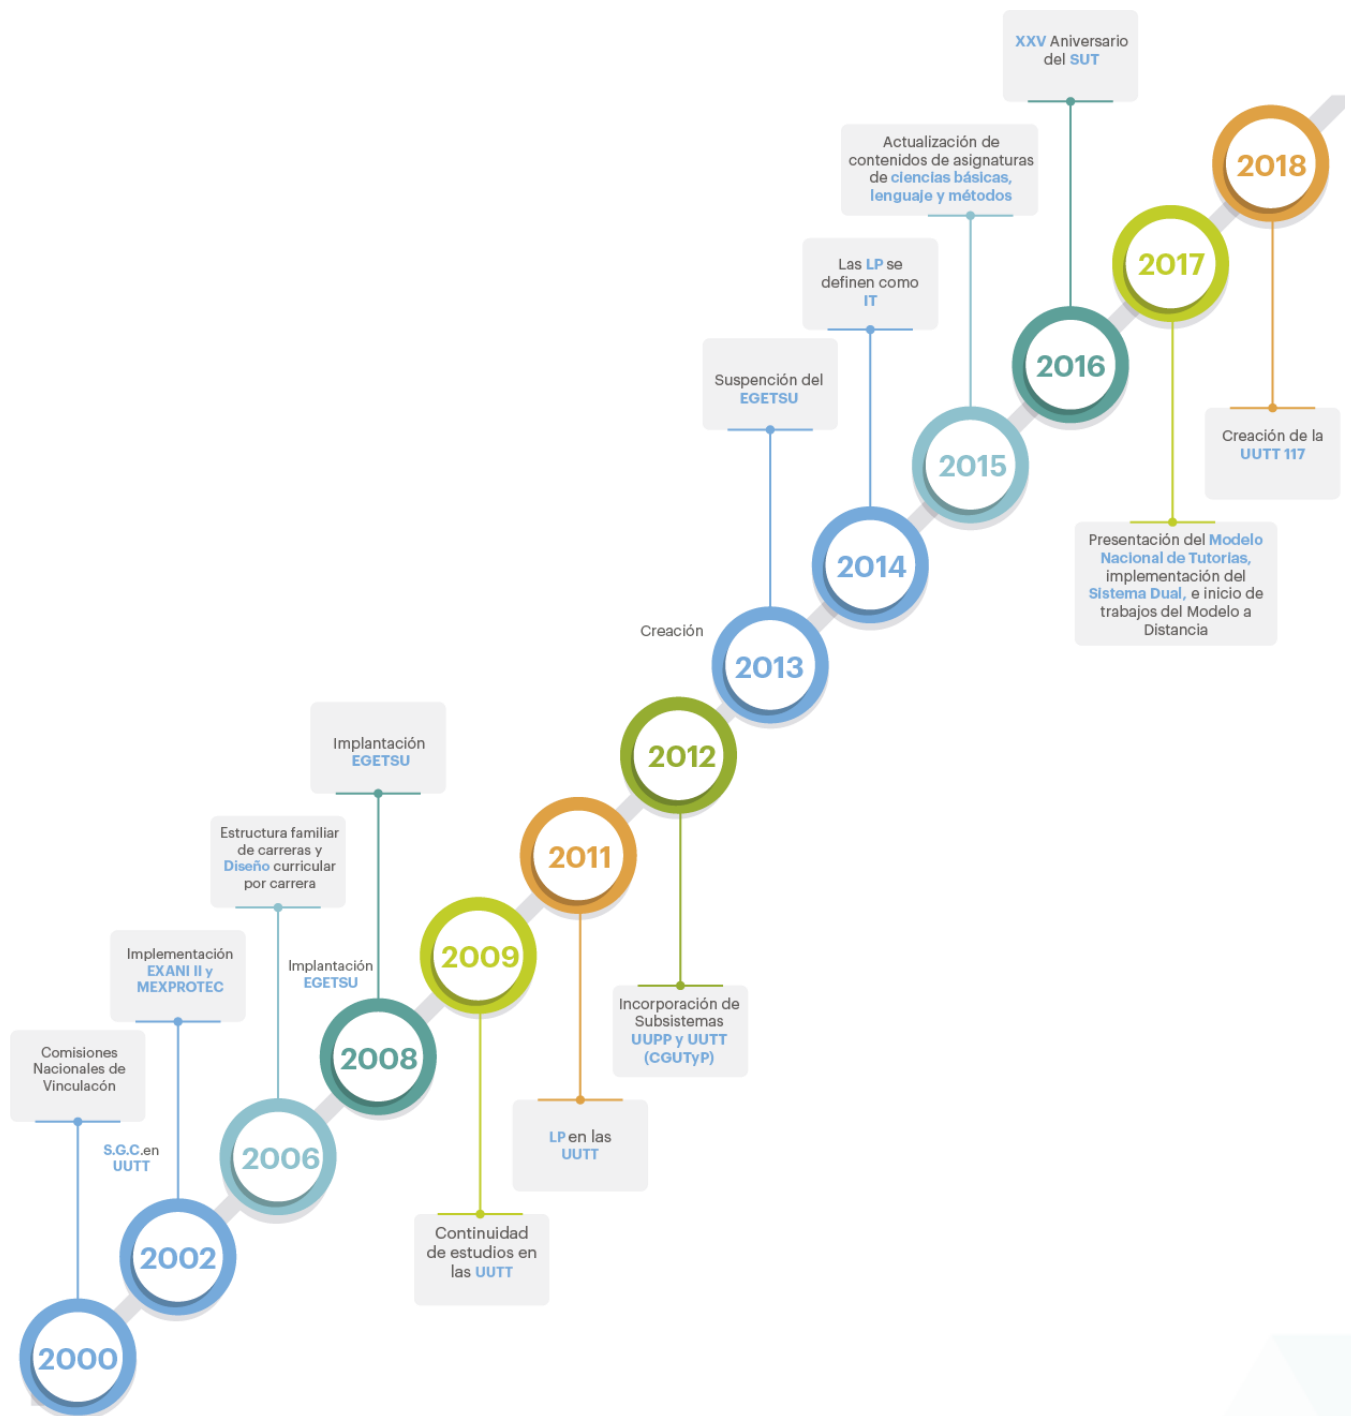 XXV Aniversario
del SUT
2018
Actualización de
contenidos de asignaturas
de ciencias básicas,
lenguaje y métodos
2017
Las LP se
definen como
IT
2016
Suspención del
EGETSU
Creación de la
UUTT 117
2015
Presentación del Modelo
Nacional de Tutorias,
implementación del
Sistema Dual, e inicio de
trabajos del Modelo a
Distancia
2014
Creación
2013
Implantación
EGETSU
2012
Estructura familiar
de carreras y
Diseño curricular
por carrera
2011
Implementación
EXANI II y
MEXPROTEC
Implantación
EGETSU
2009
Incorporación de
Subsistemas
UUPP y UUTT
(CGUTyP)
Comisiones
Nacionales de
Vinculacón
2008
LP en las
UUTT
S.G.C.en
UUTT
2006
Continuidad
de estudios en
las UUTT
2002
2000